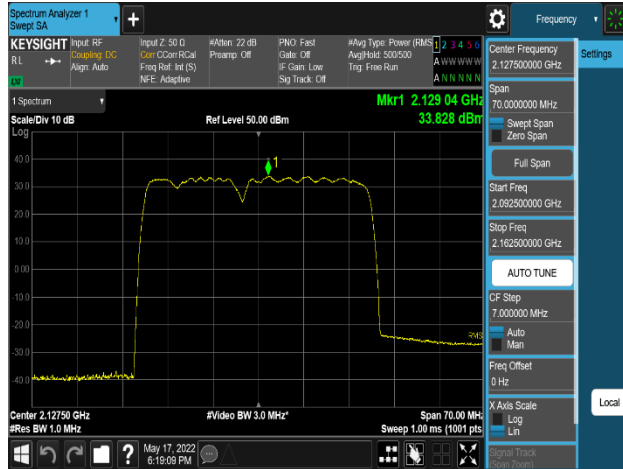 Spectrum Analyzer 1
Swept SA
+
Frequency
KEYSIGHT
RL
Input: RF
Coupling: DC
Align: Auto
Input Z: 50 Ω
Corr CCorr RCal
Freq Ref: Int (S)
NFE: Adaptive
#Atten: 22 dB
Preamp: Off
PNO: Fast
Gate: Off
IF Gain: Low
Sig Track: Off
#Avg Type: Power (RMS
Avg|Hold: 500/500
Trig: Free Run
1 2 3 4 5 6
A W W W W W
A N N N N N
1 Spectrum
Scale/Div 10 dB
Ref Level 50.00 dBm
Mkr1 2.129 04 GHz
33.828 dBm
Log
40.0
30.0
20.0
10.0
0.00
-10.0
-20.0
-30.0
-40.0
1
RMS
Center 2.12750 GHz
#Res BW 1.0 MHz
#Video BW 3.0 MHz*
Span 70.00 MHz
Sweep 1.00 ms (1001 pts
Center Frequency
2.127500000 GHz
Settings
Span
70.0000000 MHz
Swept Span
Zero Span
Full Span
Start Freq
2.092500000 GHz
Stop Freq
2.162500000 GHz
AUTO TUNE
CF Step
7.000000 MHz
Auto
Man
Freq Offset
0 Hz
X Axis Scale
Log
Lin
Local
Signal Track
(Span Zoom)
?
May 17, 2022
6:19:09 PM